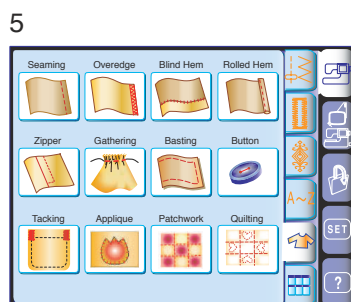 5
Seaming Overedge Blind Hem Rolled Hem
Zipper Gathering Basting Button
A~Z
Tacking Applique Patchwork Quilting
SET
?